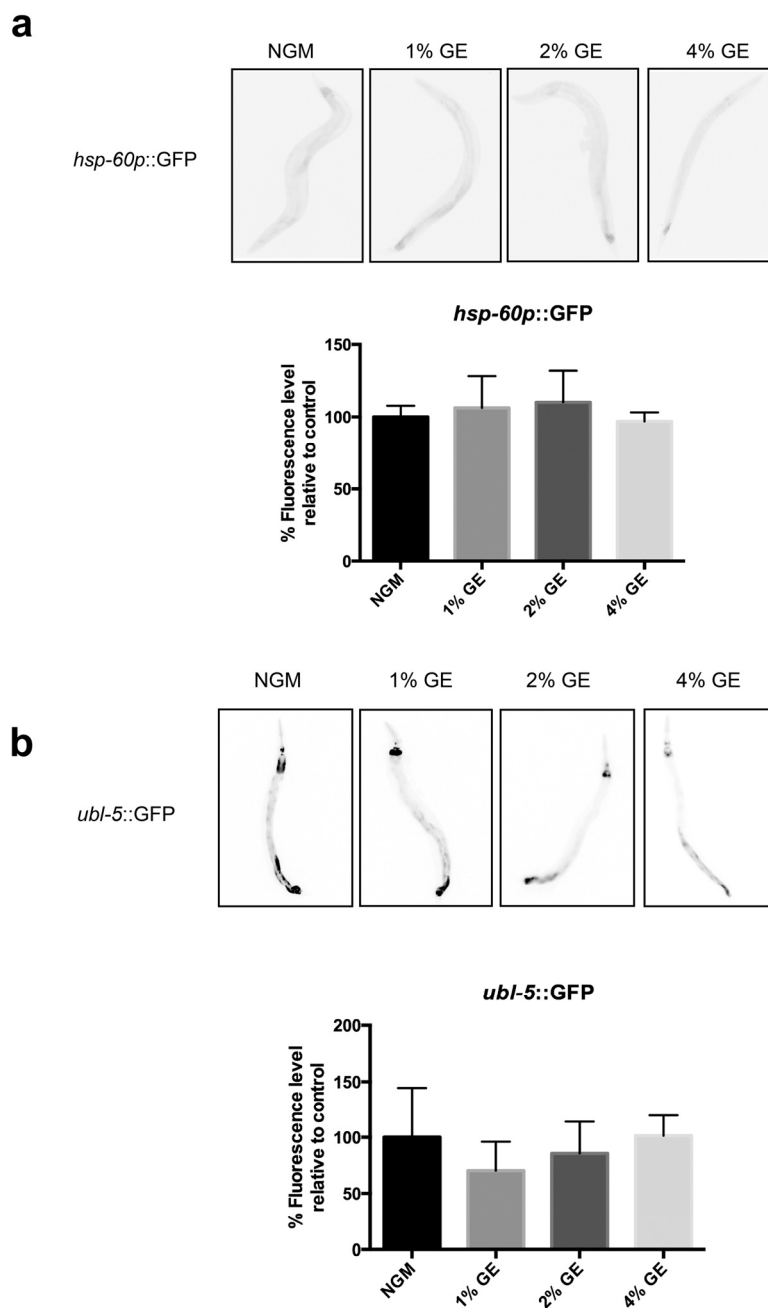 a
NGM 1% GE 2% GE 4% GE
hsp-60p::GFP
hsp-60p::GFP
% Fluorescence level
relative to control
150
100
50
0
NGM 1% GE 2% GE 4% GE
b
NGM 1% GE 2% GE 4% GE
ubl-5::GFP
ubl-5::GFP
% Fluorescence level
relative to control
200
150
100
50
0
NGM 1% GE 2% GE 4% GE